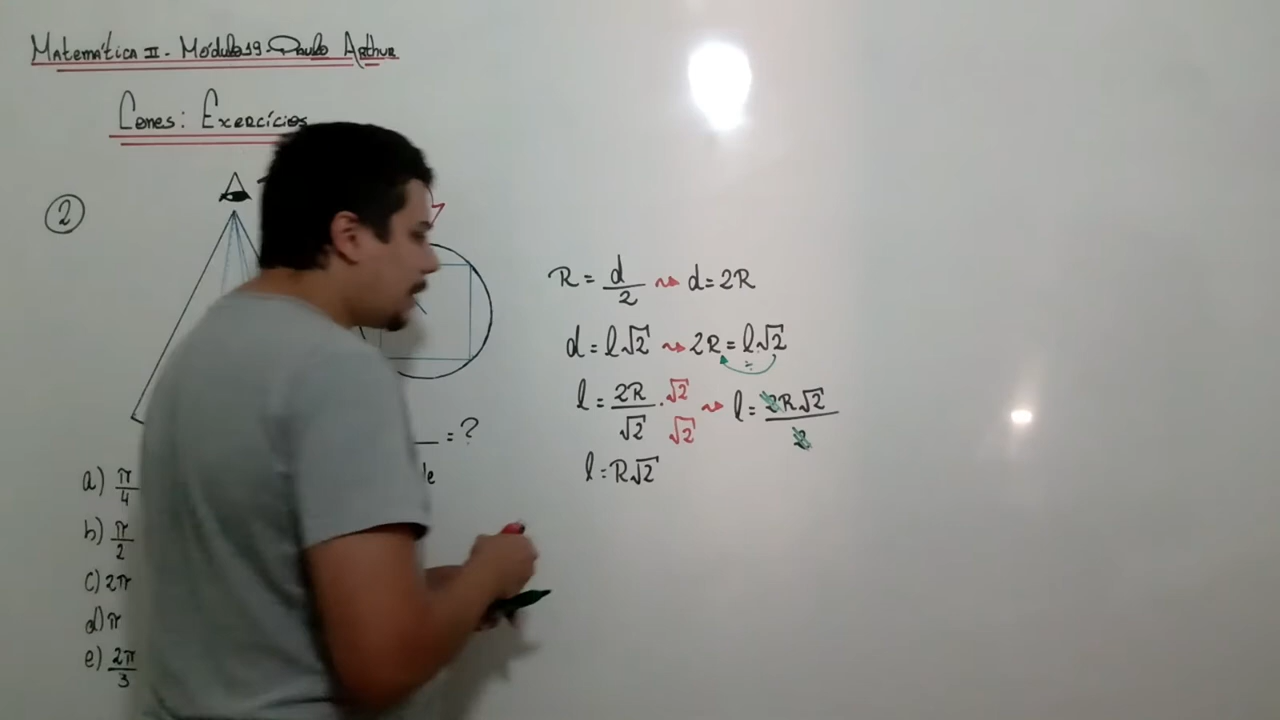 Matemática II - Módulo 19 - Paulo Arthur
Cones: Exercícios
2
= ?
a) π/4
b) π/2
c) 2π
d) π
e) 2π/3
R = d/2 ⇝ d = 2R
d = l√2 ⇝ 2R = l√2
÷
l = 2R/√2 · √2/√2 ⇝ l = 2R√2/2
l = R√2